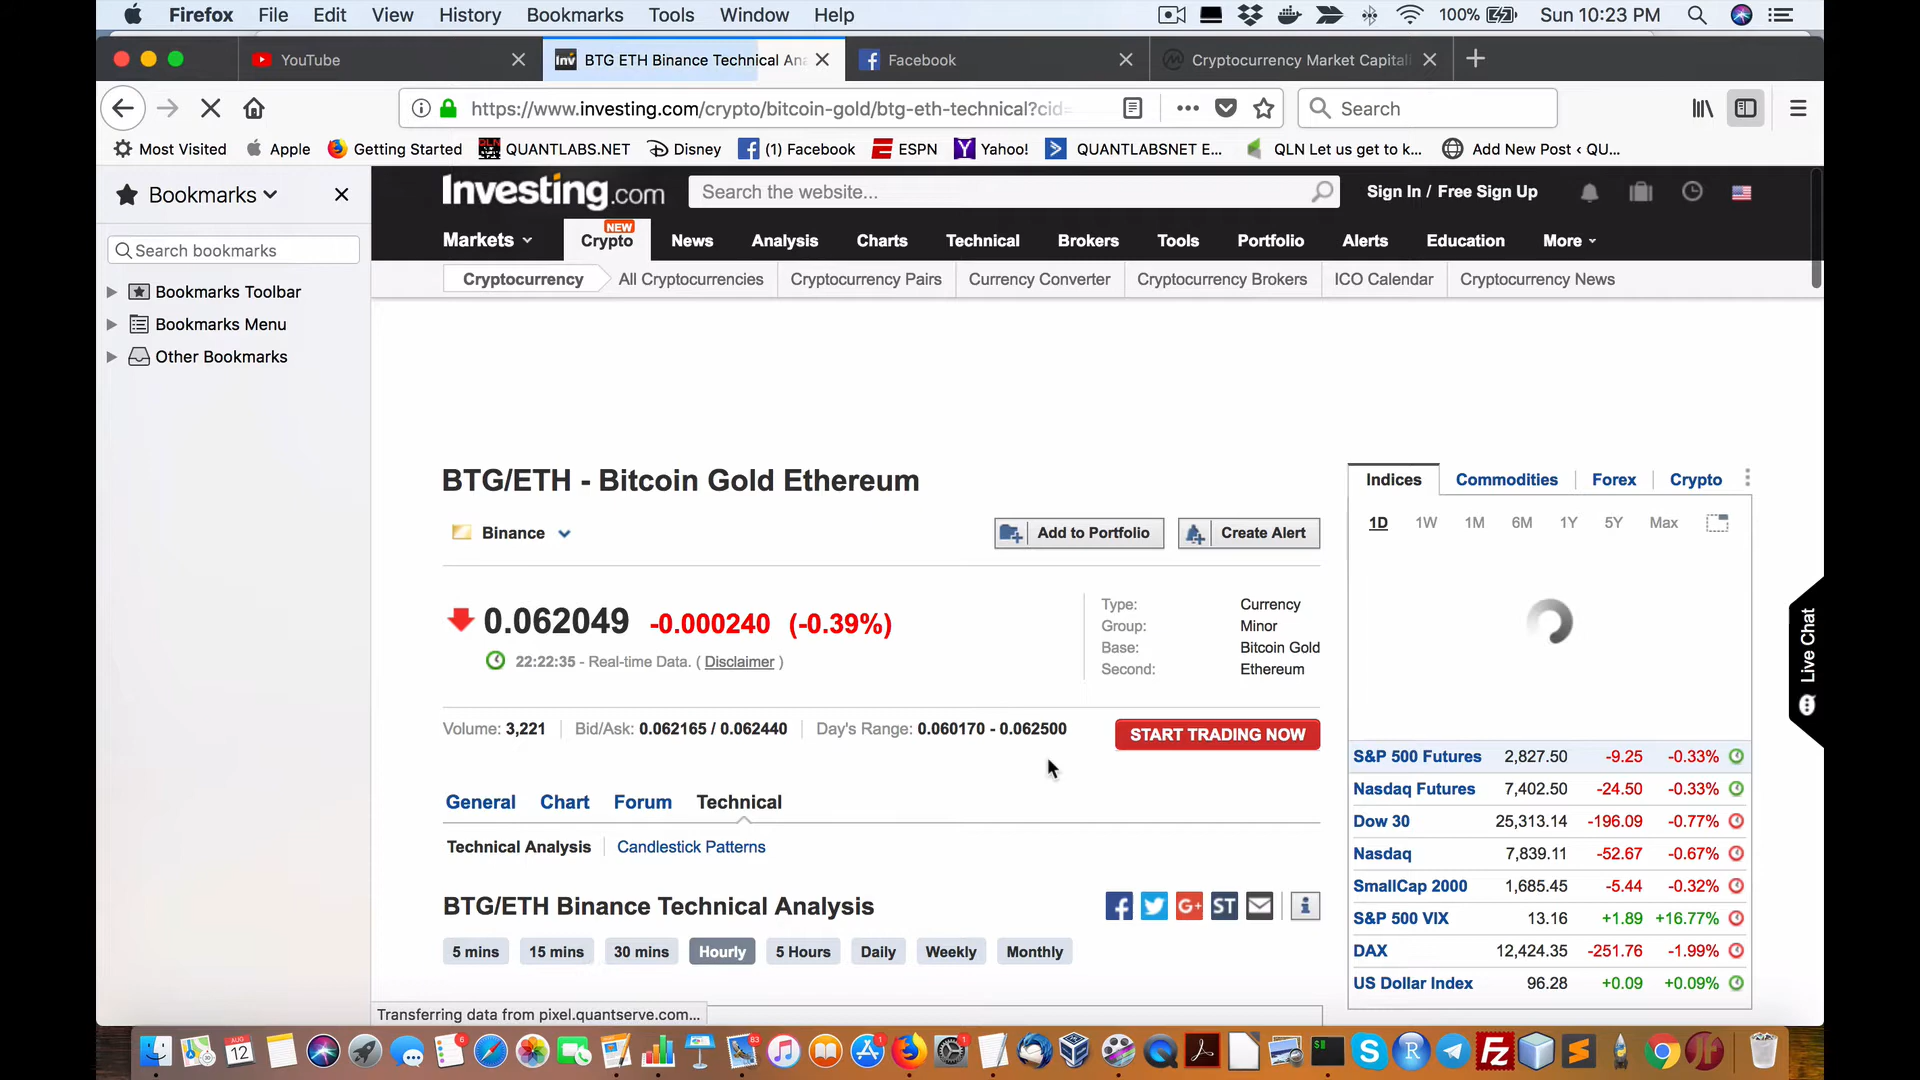 Firefox File Edit View History Bookmarks Tools Window Help 100% Sun 10:23 PM
YouTube BTG ETH Binance Technical Ana Facebook Cryptocurrency Market Capitali
https://www.investing.com/crypto/bitcoin-gold/btg-eth-technical?cid= Search
Most Visited Apple Getting Started QUANTLABS.NET Disney (1) Facebook ESPN Yahoo! QUANTLABSNET E... QLN Let us get to k... Add New Post ‹ QU...
Bookmarks
Search bookmarks
Bookmarks Toolbar
Bookmarks Menu
Other Bookmarks
Investing.com Search the website... Sign In / Free Sign Up
NEW
Markets Crypto News Analysis Charts Technical Brokers Tools Portfolio Alerts Education More
Cryptocurrency All Cryptocurrencies Cryptocurrency Pairs Currency Converter Cryptocurrency Brokers ICO Calendar Cryptocurrency News
BTG/ETH - Bitcoin Gold Ethereum
Binance Add to Portfolio Create Alert
0.062049 -0.000240 (-0.39%)
22:22:35 - Real-time Data. ( Disclaimer )
Type: Currency
Group: Minor
Base: Bitcoin Gold
Second: Ethereum
Volume: 3,221 Bid/Ask: 0.062165 / 0.062440 Day's Range: 0.060170 - 0.062500
START TRADING NOW
General Chart Forum Technical
Technical Analysis Candlestick Patterns
BTG/ETH Binance Technical Analysis
G+ ST i
5 mins 15 mins 30 mins Hourly 5 Hours Daily Weekly Monthly
Indices Commodities Forex Crypto
1D 1W 1M 6M 1Y 5Y Max
S&P 500 Futures 2,827.50 -9.25 -0.33%
Nasdaq Futures 7,402.50 -24.50 -0.33%
Dow 30 25,313.14 -196.09 -0.77%
Nasdaq 7,839.11 -52.67 -0.67%
SmallCap 2000 1,685.45 -5.44 -0.32%
S&P 500 VIX 13.16 +1.89 +16.77%
DAX 12,424.35 -251.76 -1.99%
US Dollar Index 96.28 +0.09 +0.09%
Live Chat
Transferring data from pixel.quantserve.com...